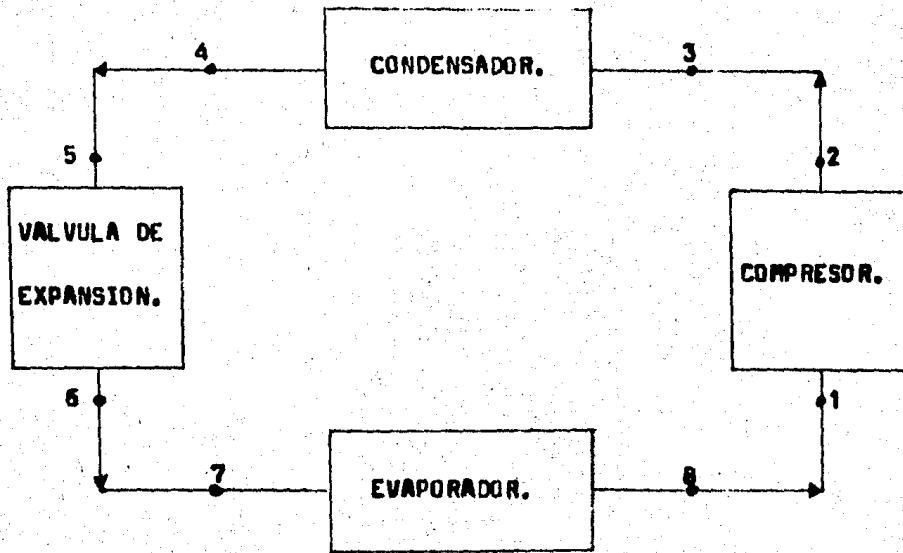 4
CONDENSADOR.
3
5
2
VALVULA DE
EXPANSION.
COMPRESOR.
6
1
7
EVAPORADOR.
8